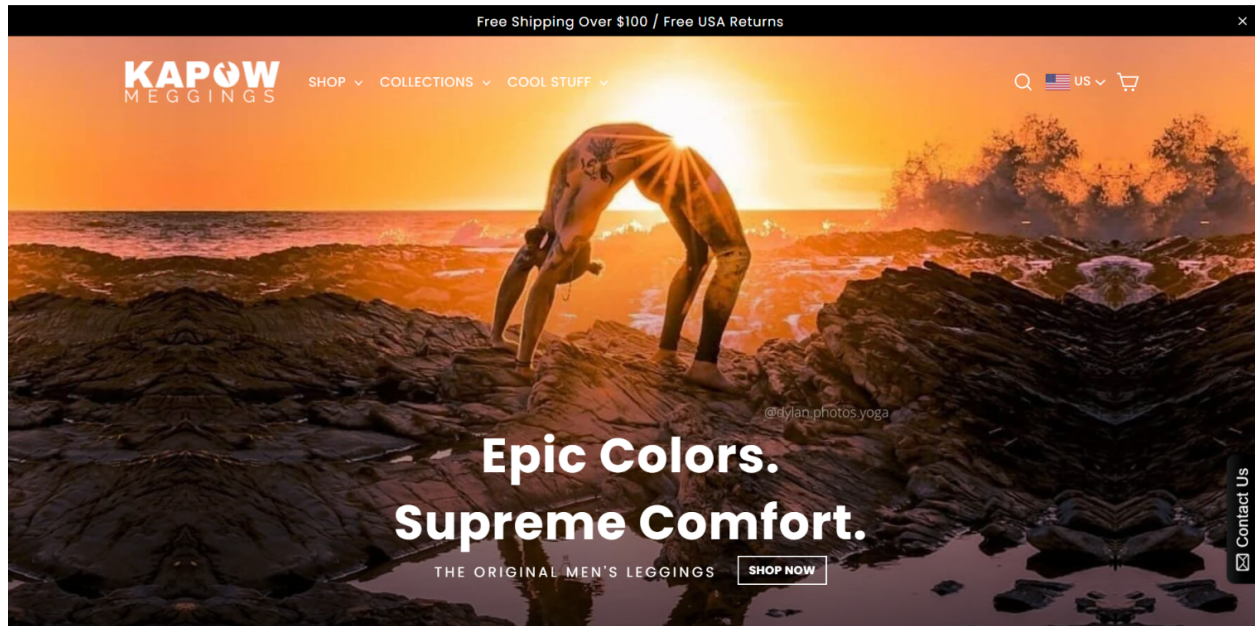 Free Shipping Over $100 / Free USA Returns
KAPOW
MEGGINGS
SHOP
COLLECTIONS
COOL STUFF
US
@dylan.photos.yoga
Epic Colors.
Supreme Comfort.
THE ORIGINAL MEN'S LEGGINGS
SHOP NOW
Contact Us